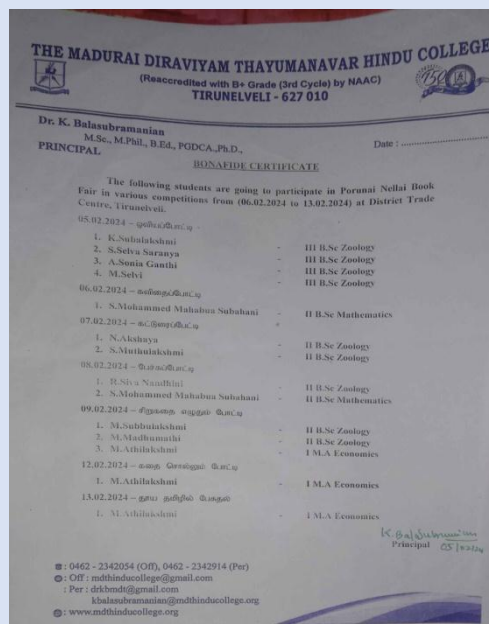 THE MADURAI DIRAVIYAM THAYUMANAVAR HINDU COLLEGE
(Reaccredited with B+ Grade (3rd Cycle) by NAAC)
TIRUNELVELI - 627 010
Dr. K. Balasubramanian
M.Sc., M.Phil., B.Ed., PGDCA.,Ph.D.,
PRINCIPAL
Date :
BONAFIDE CERTIFICATE
The following students are going to participate in Porunai Nellai Book
Fair in various competitions from (06.02.2024 to 13.02.2024) at District Trade
Centre, Tirunelveli.
05.02.2024 – ஓவியப்போட்டி -
1. K.Subalakshmi - III B.Sc Zoology
2. S.Selva Saranya - III B.Sc Zoology
3. A.Sonia Ganthi - III B.Sc Zoology
4. M.Selvi - III B.Sc Zoology
06.02.2024 – கவிதைப்போட்டி
1. S.Mohammed Mahabua Subahani - II B.Sc Mathematics
07.02.2024 – கட்டுரைப்போட்டி
1. N.Akshaya - II B.Sc Zoology
2. S.Muthulakshmi - II B.Sc Zoology
08.02.2024 – பேச்சுப்போட்டி
1. R.Siva Nandhini - II B.Sc Zoology
2. S.Mohammed Mahabua Subahani - II B.Sc Mathematics
09.02.2024 – சிறுகதை எழுதும் போட்டி
1. M.Subbulakshmi - II B.Sc Zoology
2. M.Madhumathi - II B.Sc Zoology
3. M.Athilakshmi - I M.A Economics
12.02.2024 – கதை சொல்லும் போட்டி
1. M.Athilakshmi - I M.A Economics
13.02.2024 – தூய தமிழில் பேசுதல்
1. M.Athilakshmi - I M.A Economics
K.Balasubramanian
Principal 05/02/24
: 0462 - 2342054 (Off), 0462 - 2342914 (Per)
: Off : mdthinducollege@gmail.com
: Per : drkbmdt@gmail.com
kbalasubramanian@mdthinducollege.org
: www.mdthinducollege.org